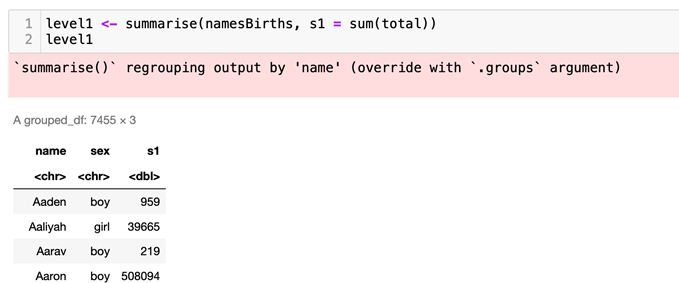 1 level1 <- summarise(namesBirths, s1 = sum(total))
2 level1
`summarise()` regrouping output by 'name' (override with `.groups` argument)
A grouped_df: 7455 × 3
name sex s1
<chr> <chr> <dbl>
Aaden boy 959
Aaliyah girl 39665
Aarav boy 219
Aaron boy 508094